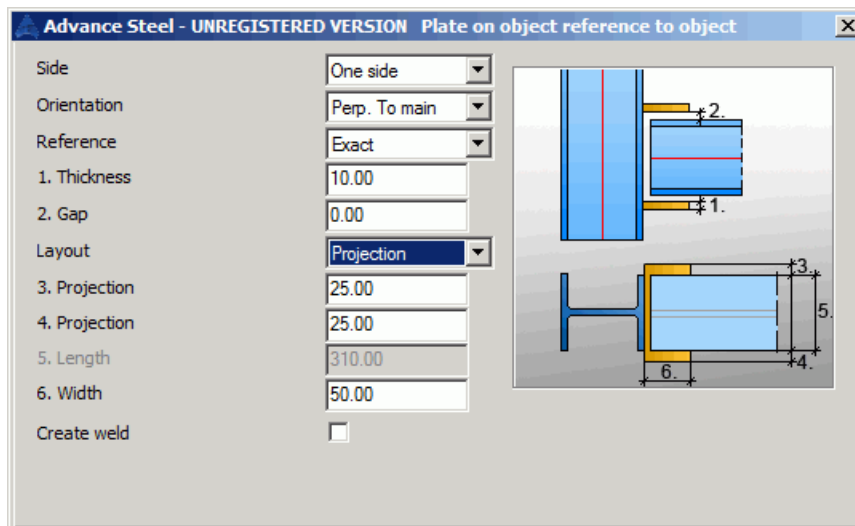 Advance Steel - UNREGISTERED VERSION Plate on object reference to object
Side One side
Orientation Perp. To main
Reference Exact
1. Thickness 10.00
2. Gap 0.00
Layout Projection
3. Projection 25.00
4. Projection 25.00
5. Length 310.00
6. Width 50.00
Create weld
2.
1.
3.
5.
4.
6.